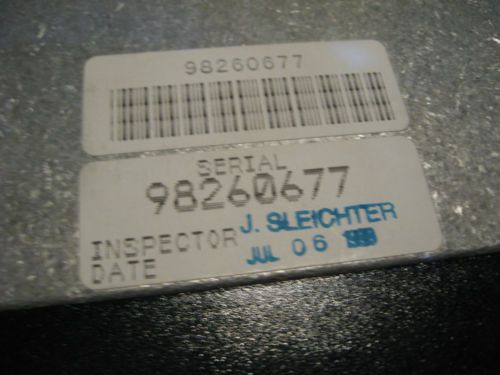 98260677
SERIAL
98260677
INSPECTOR J. SLEICHTER
DATE JUL 06